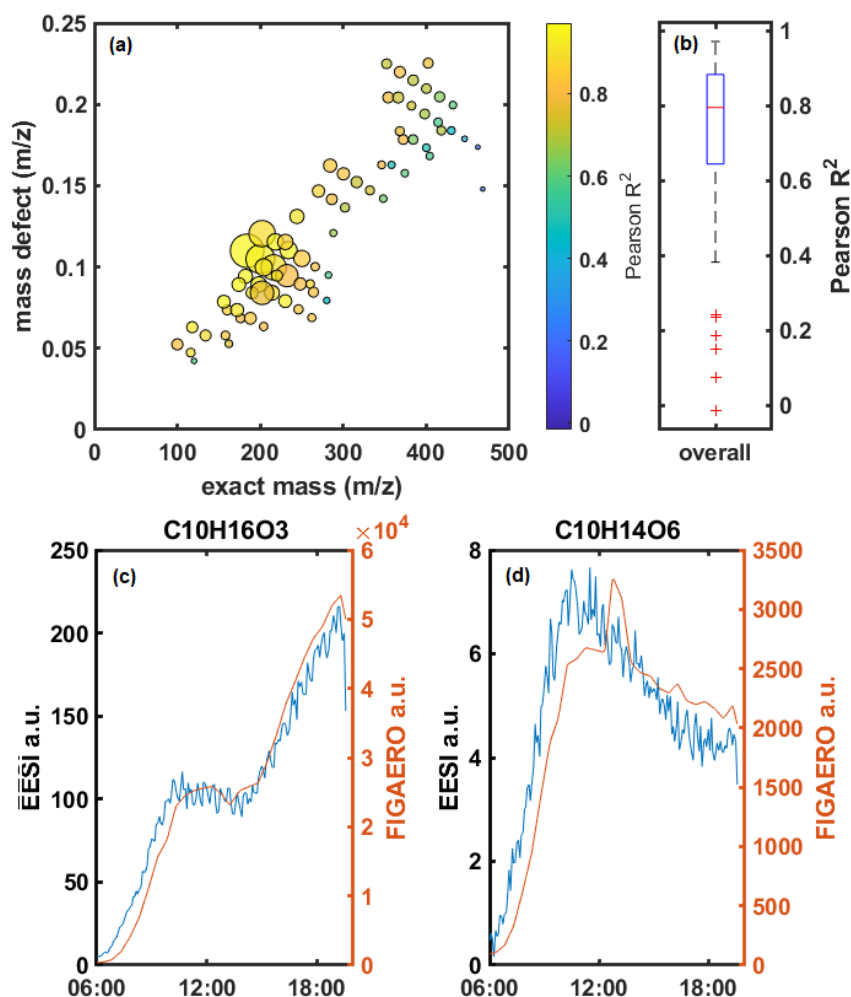 (a)
0.25
0.2
0.15
0.1
0.05
0
mass defect (m/z)
0 100 200 300 400 500
exact mass (m/z)
0.8
0.6
0.4
0.2
0
Pearson R²
(b)
1
0.8
0.6
0.4
0.2
0
Pearson R²
overall
C10H16O3
×10⁴
(c)
250
200
150
100
50
0
EESI a.u.
6
5
4
3
2
1
0
FIGAERO a.u.
06:00 12:00 18:00
C10H14O6
(d)
8
6
4
2
0
EESI a.u.
3500
3000
2500
2000
1500
1000
500
0
FIGAERO a.u.
06:00 12:00 18:00